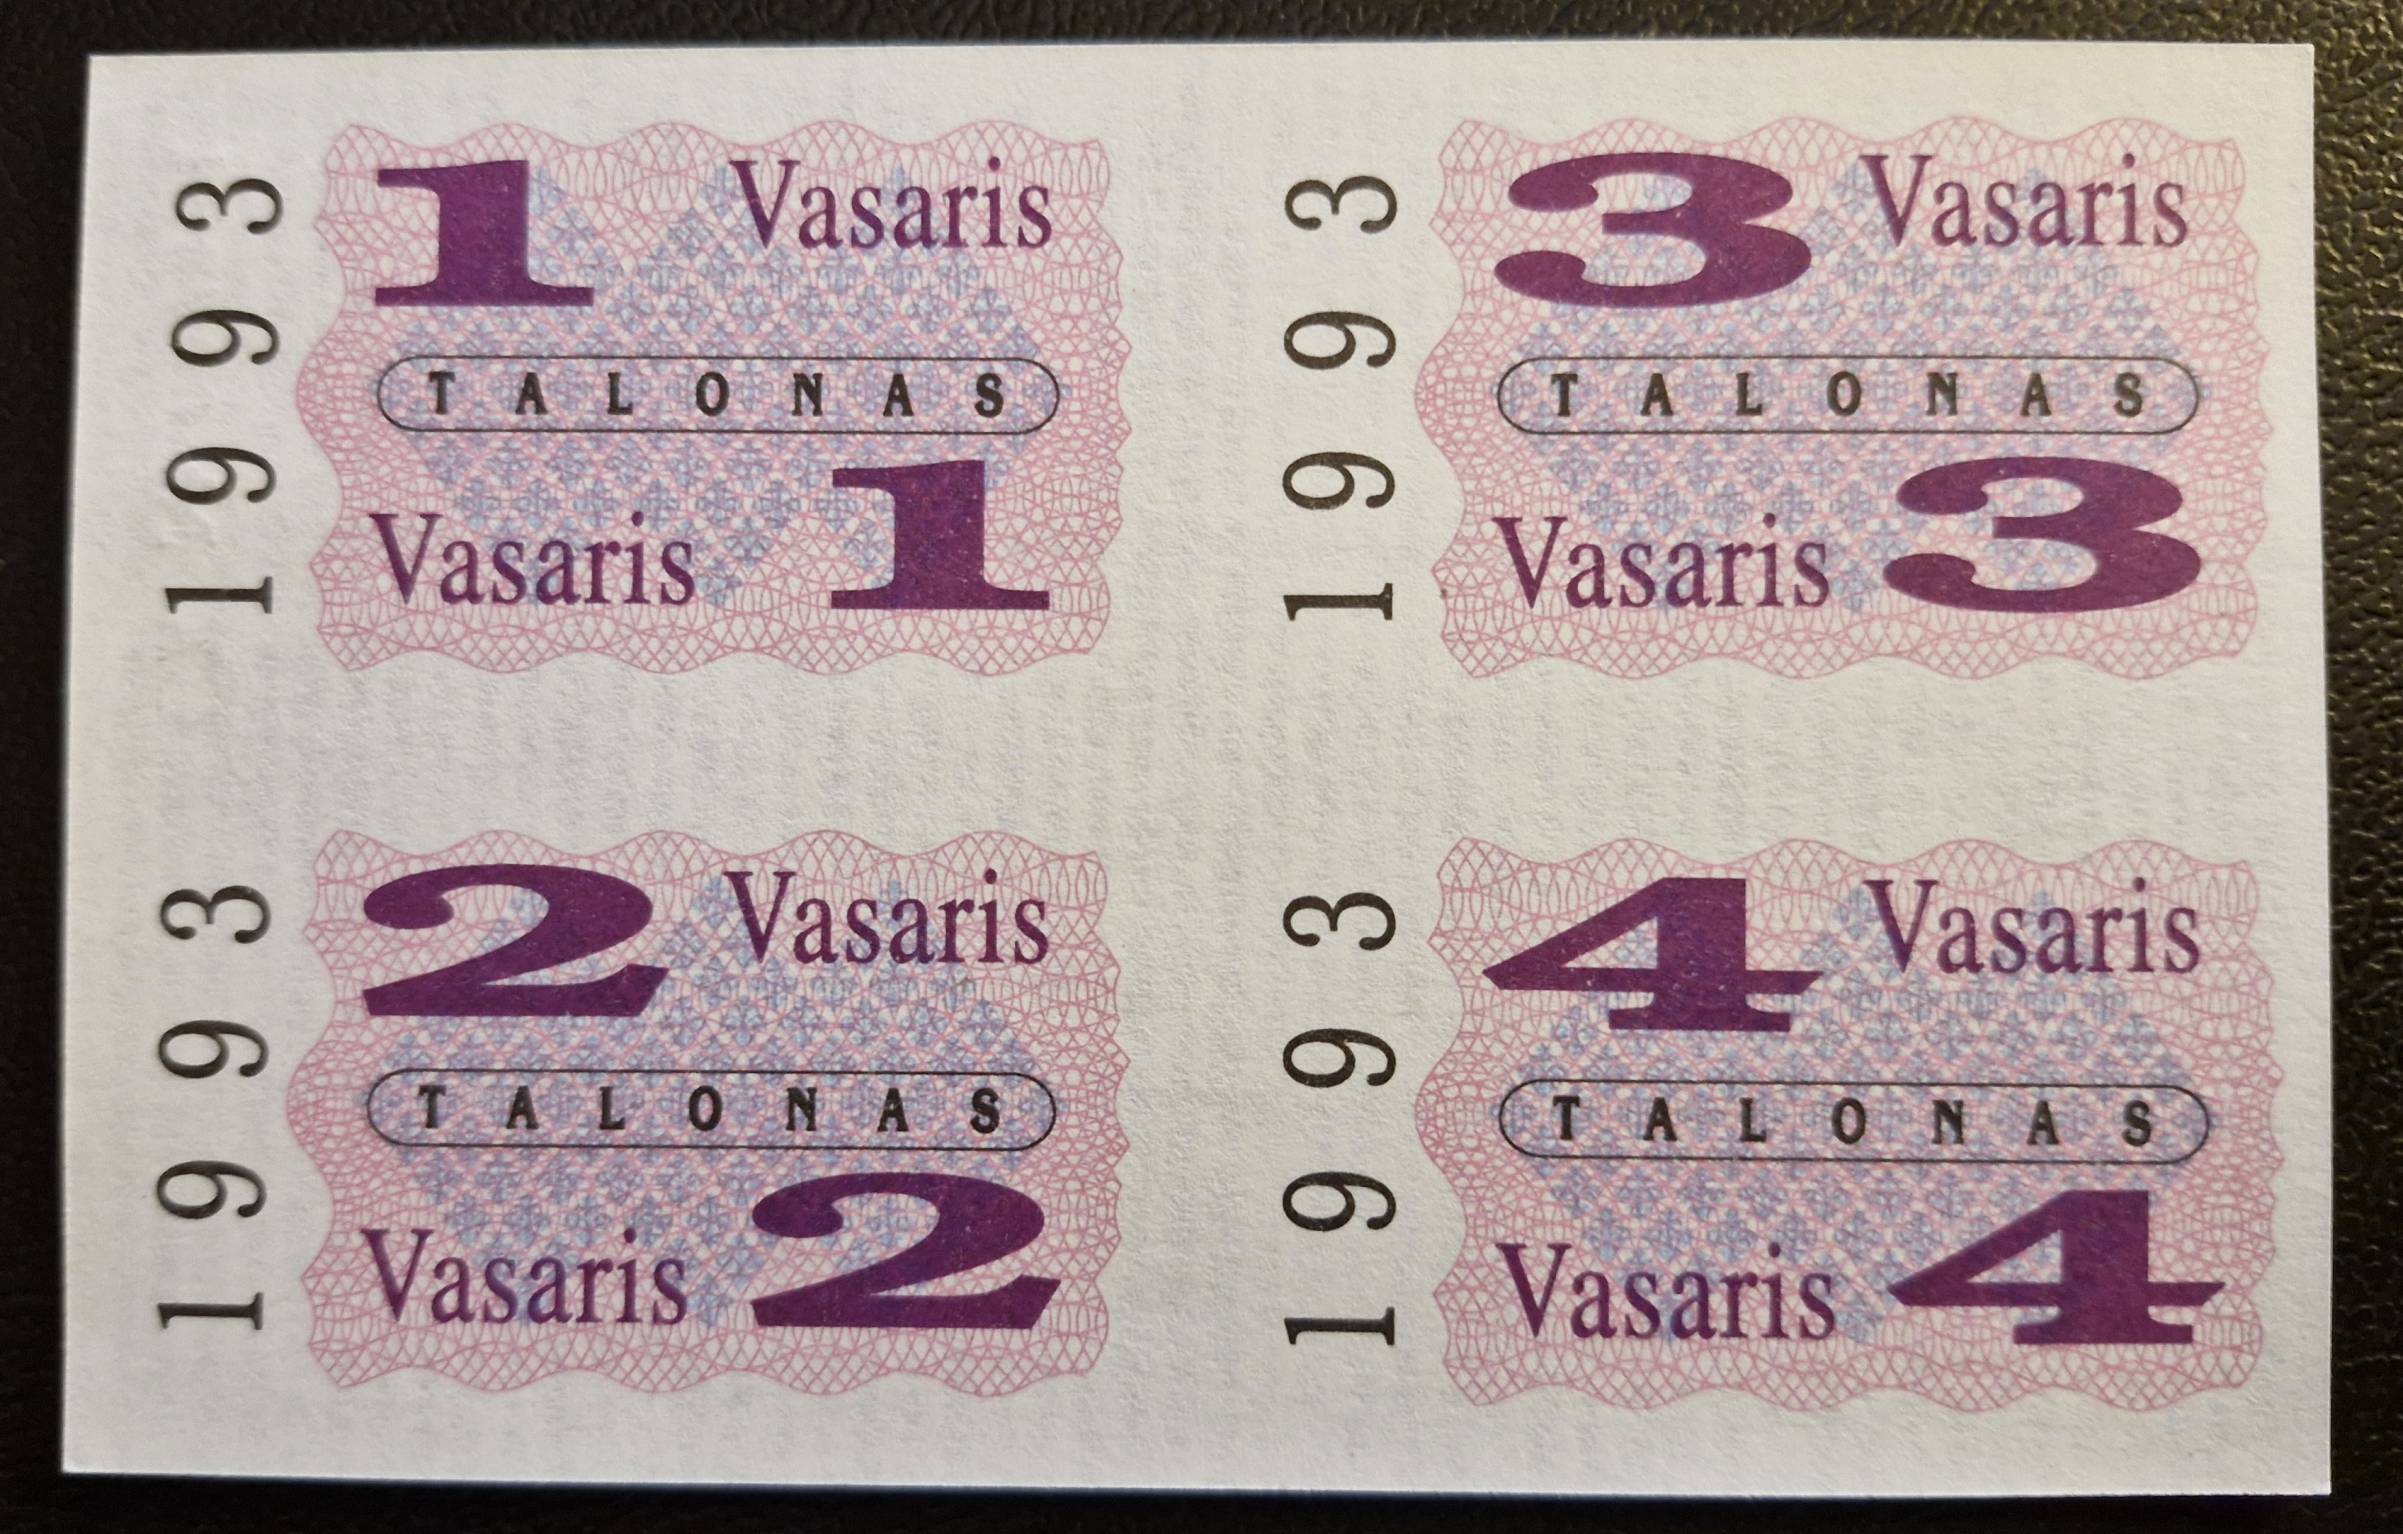 1993
1 Vasaris
TALONAS
Vasaris 1
1993
3 Vasaris
TALONAS
Vasaris 3
1993
2 Vasaris
TALONAS
Vasaris 2
1993
4 Vasaris
TALONAS
Vasaris 4